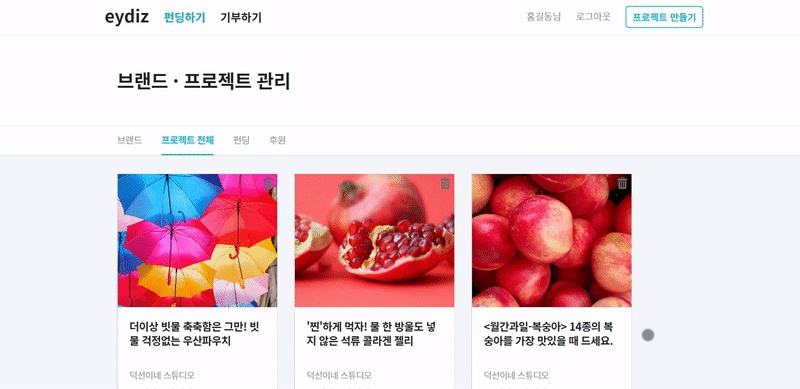 eydiz 펀딩하기 기부하기 홍길동님 로그아웃 프로젝트 만들기
브랜드 · 프로젝트 관리
브랜드 프로젝트 전체 펀딩 후원
더이상 빗물 축축함은 그만! 빗
물 걱정없는 우산파우치
덕선이네 스튜디오
'찐'하게 먹자! 물 한 방울도 넣
지 않은 석류 콜라겐 젤리
덕선이네 스튜디오
<월간과일-복숭아> 14종의 복
숭아를 가장 맛있을 때 드세요.
덕선이네 스튜디오